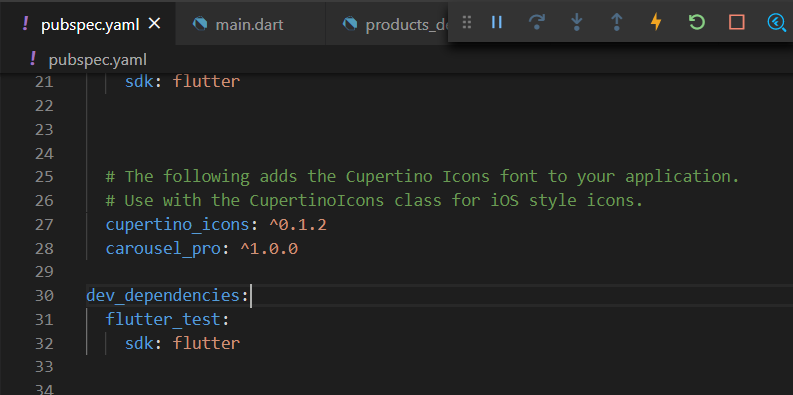 ! pubspec.yaml × main.dart products_d
! pubspec.yaml
21 sdk: flutter
22
23
24
25 # The following adds the Cupertino Icons font to your application.
26 # Use with the CupertinoIcons class for iOS style icons.
27 cupertino_icons: ^0.1.2
28 carousel_pro: ^1.0.0
29
30 dev_dependencies:
31 flutter_test:
32 sdk: flutter
33
34